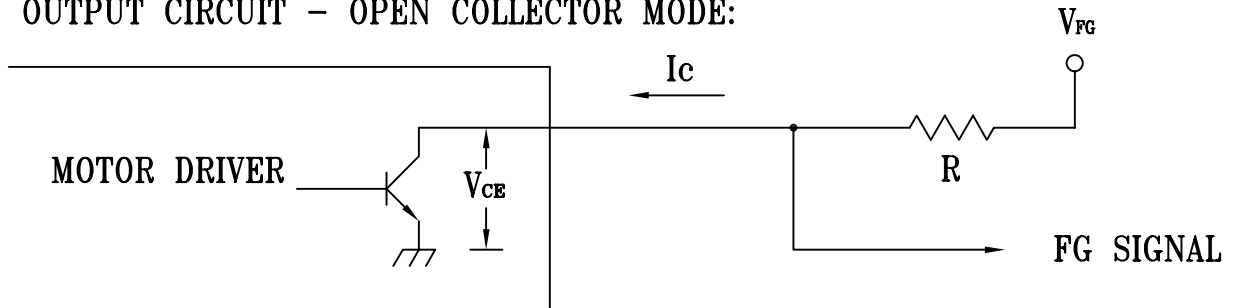 OUTPUT CIRCUIT - OPEN COLLECTOR MODE:
VFG
Ic
MOTOR DRIVER
VCE
R
FG SIGNAL